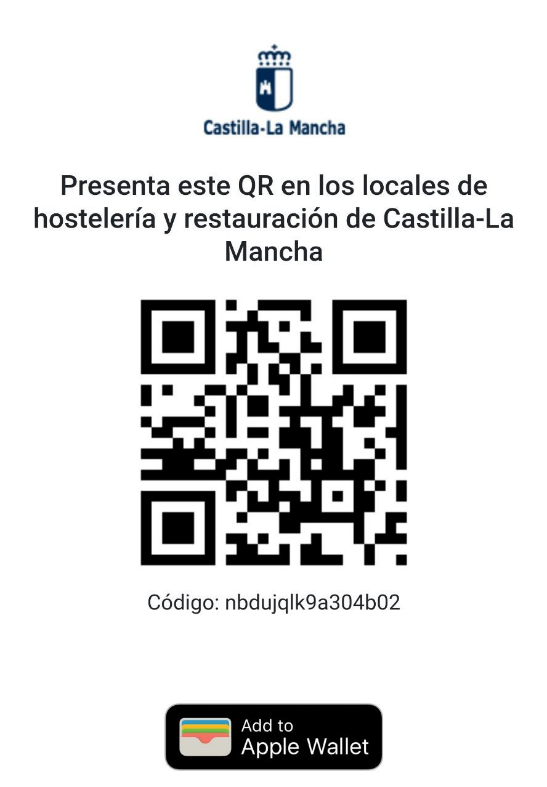 Castilla-La Mancha
Presenta este QR en los locales de
hostelería y restauración de Castilla-La
Mancha
Código: nbdujqlk9a304b02
Add to
Apple Wallet